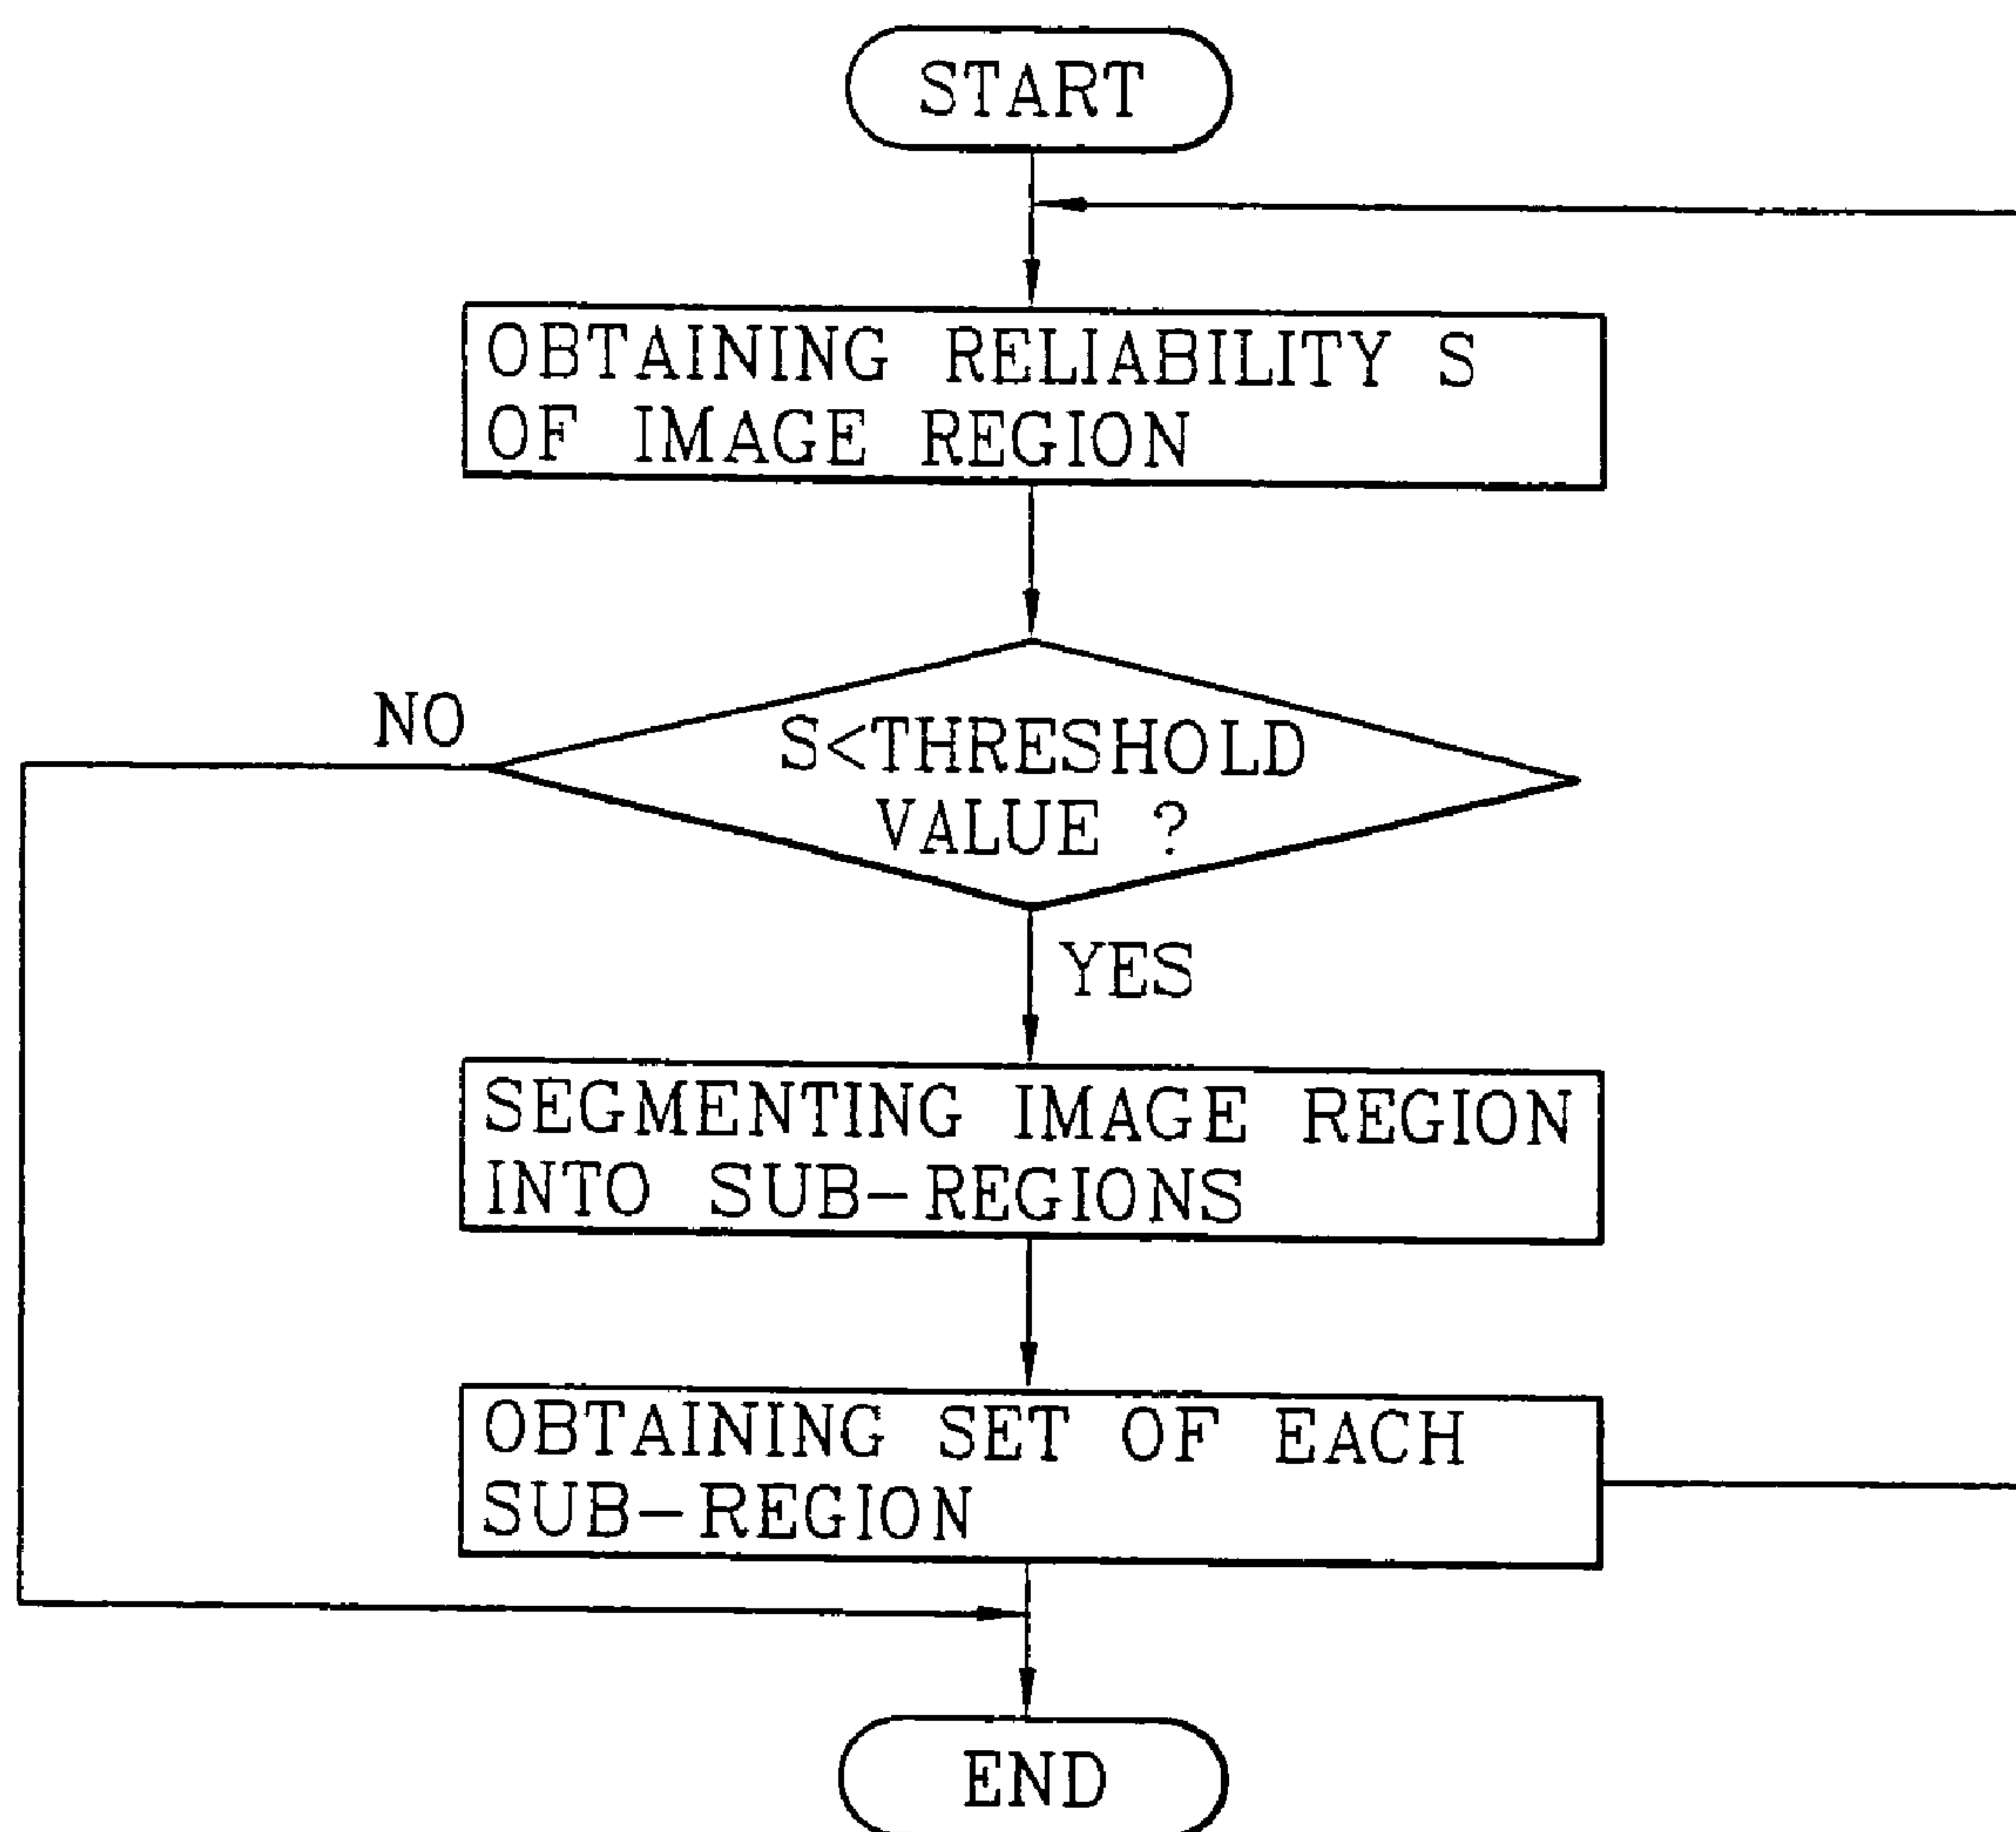 START
OBTAINING RELIABILITY S
OF IMAGE REGION
NO
S<THRESHOLD
VALUE ?
YES
SEGMENTING IMAGE REGION
INTO SUB-REGIONS
OBTAINING SET OF EACH
SUB-REGION
END